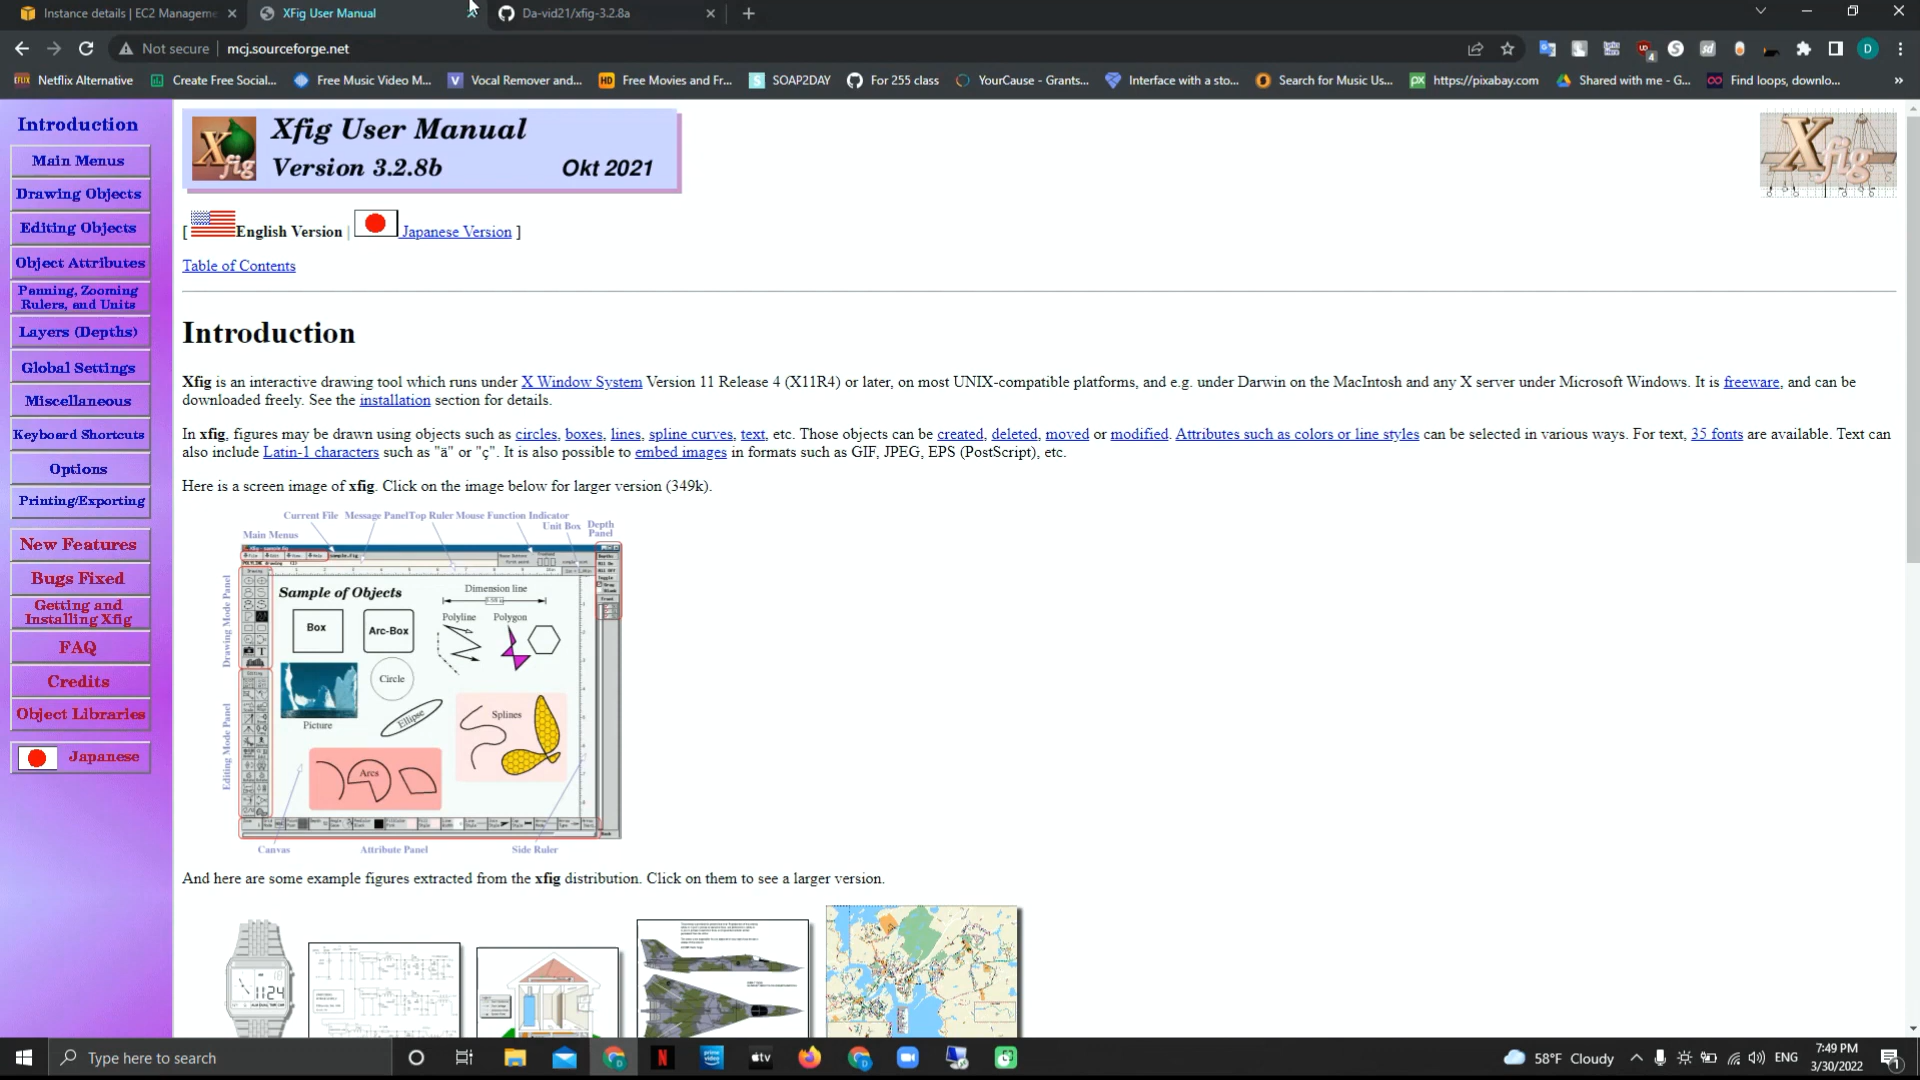 Instance details | EC2 Manageme
XFig User Manual
Da-vid21/xfig-3.2.8a
Not secure
mcj.sourceforge.net
Netflix Alternative
Create Free Social...
Free Music Video M...
Vocal Remover and...
Free Movies and Fr...
SOAP2DAY
For 255 class
YourCause - Grants...
Interface with a sto...
Search for Music Us...
https://pixabay.com
Shared with me - G...
Find loops, downlo...
Introduction
Main Menus
Drawing Objects
Editing Objects
Object Attributes
Panning, Zooming
Rulers, and Units
Layers (Depths)
Global Settings
Miscellaneous
Keyboard Shortcuts
Options
Printing/Exporting
New Features
Bugs Fixed
Getting and
Installing Xfig
FAQ
Credits
Object Libraries
Japanese
Xfig
Xfig User Manual
Version 3.2.8b
Okt 2021
Xfig
[ English Version | Japanese Version ]
Table of Contents
Introduction
Xfig is an interactive drawing tool which runs under X Window System Version 11 Release 4 (X11R4) or later, on most UNIX-compatible platforms, and e.g. under Darwin on the MacIntosh and any X server under Microsoft Windows. It is freeware, and can be
downloaded freely. See the installation section for details.
In xfig, figures may be drawn using objects such as circles, boxes, lines, spline curves, text, etc. Those objects can be created, deleted, moved or modified. Attributes such as colors or line styles can be selected in various ways. For text, 35 fonts are available. Text can
also include Latin-1 characters such as "ä" or "ç". It is also possible to embed images in formats such as GIF, JPEG, EPS (PostScript), etc.
Here is a screen image of xfig. Click on the image below for larger version (349k).
Current File Message Panel Top Ruler Mouse Function Indicator
Main Menus
Unit Box
Depth
Panel
Drawing Mode Panel
Editing Mode Panel
Sample of Objects
Dimension line
Box
Arc-Box
Polyline
Polygon
Circle
Picture
Ellipse
Splines
Arcs
Canvas
Attribute Panel
Side Ruler
And here are some example figures extracted from the xfig distribution. Click on them to see a larger version.
11:24
Type here to search
58°F Cloudy
ENG
7:49 PM
3/30/2022